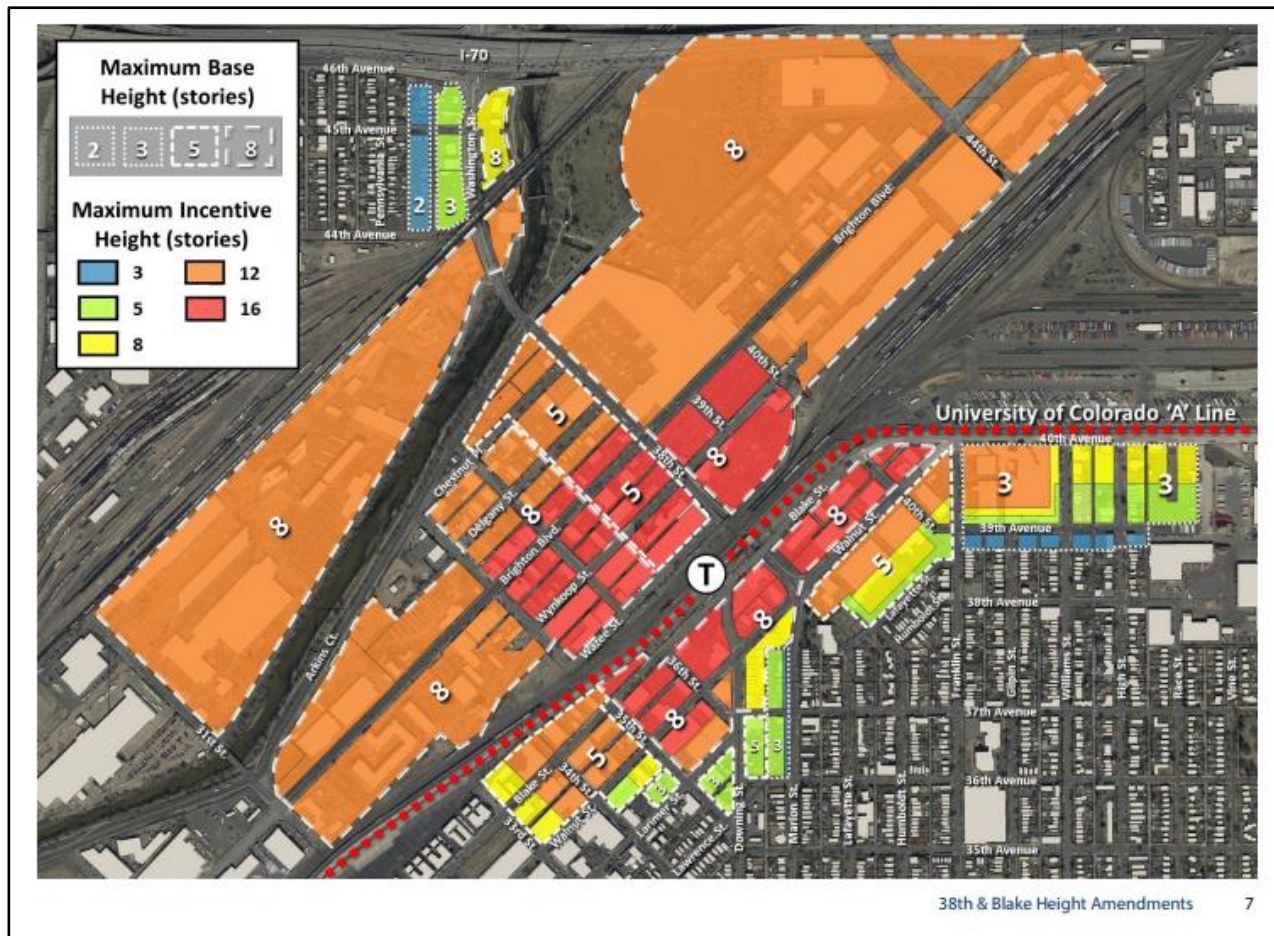 Maximum Base
Height (stories)
2 3 5 8
Maximum Incentive
Height (stories)
3 12
5 16
8
I-70
46th Avenue
45th Avenue
44th Avenue
Pennsylvania St.
Washington St.
2
3
8
8
44th St.
Brighton Blvd.
40th St.
39th St.
38th St.
8
5
5
8
8
Chestnut Pl.
Delgany St.
Brighton Blvd.
Wynkoop St.
Wazee St.
Arkins Ct.
31st St.
8
University of Colorado 'A' Line
40th Avenue
3
3
39th Avenue
Blake St.
8
Walnut St.
40th St.
5
Lafayette St.
Humboldt St.
T
38th Avenue
Franklin St.
Gilpin St.
Williams St.
High St.
Race St.
Vine St.
8
36th St.
8
35th St.
37th Avenue
5
3
Blake St.
34th St.
5
33rd St.
Walnut St.
3
3
Larimer St.
Lawrence St.
Downing St.
Marion St.
Lafayette St.
Humboldt St.
36th Avenue
35th Avenue
38th & Blake Height Amendments 7